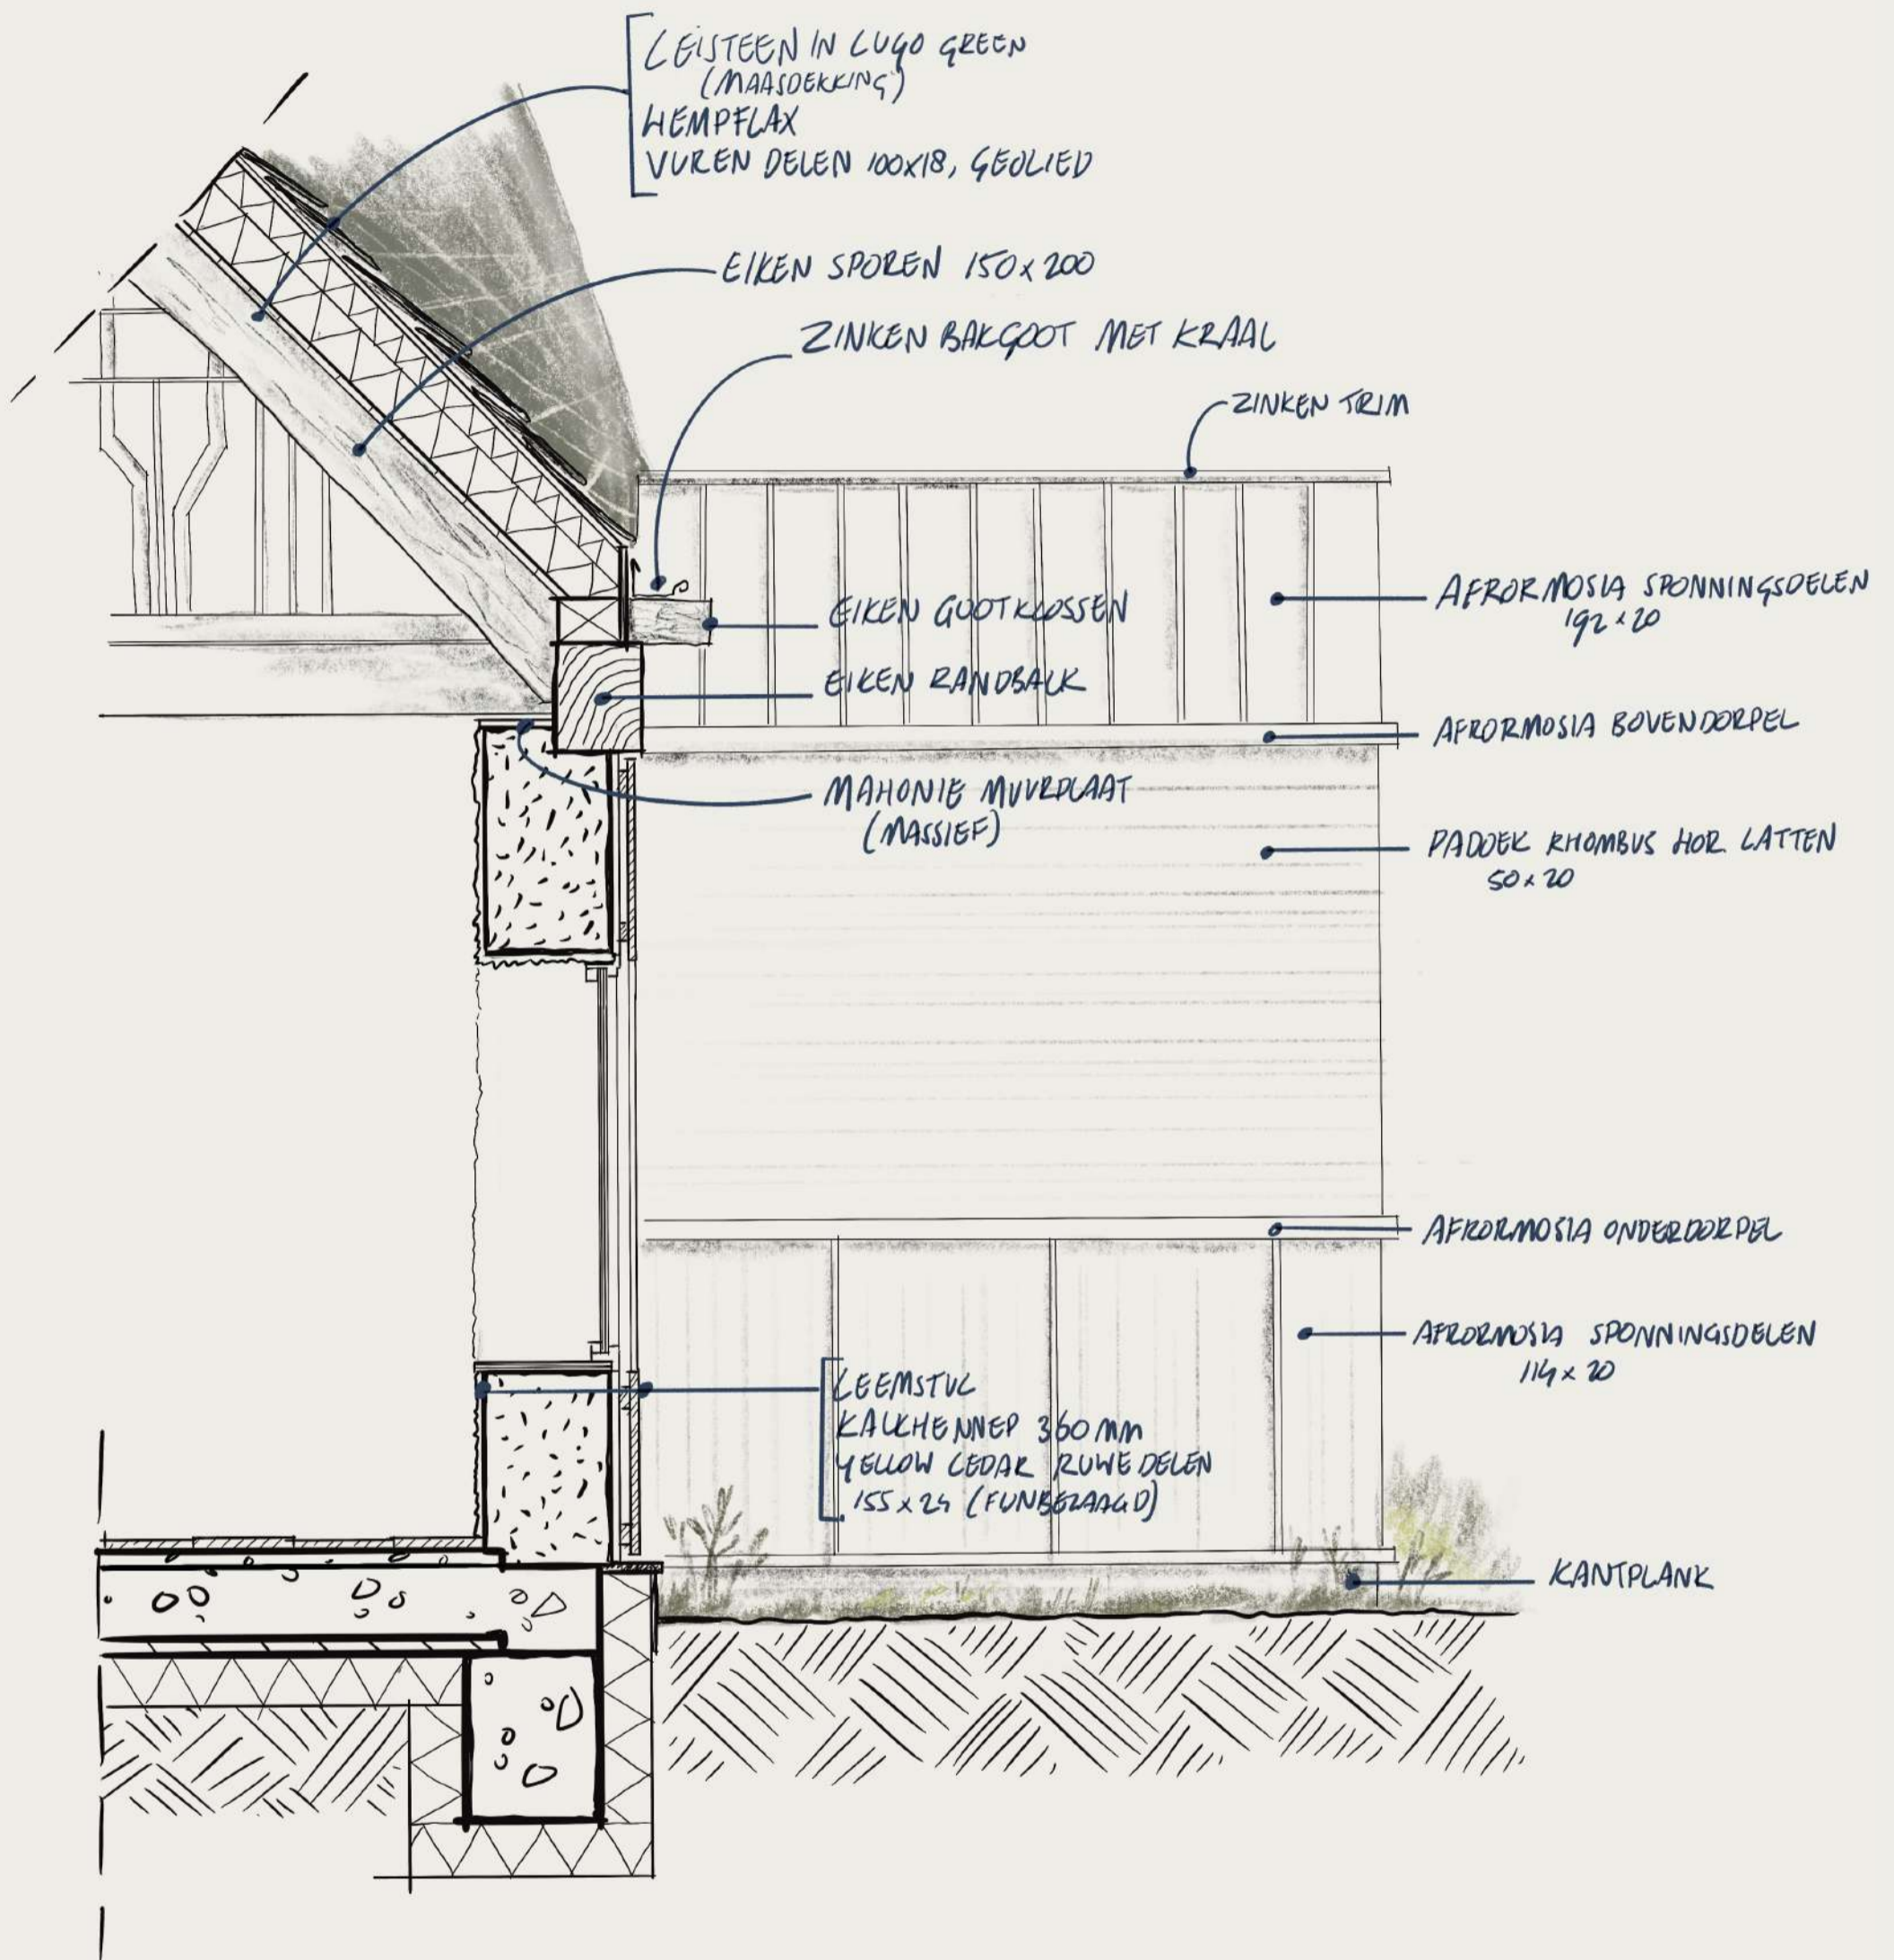 LEISTEEN IN LUGO GREEN
(MAASDEKKING)
HEMPFLAX
VUREN DELEN 100X18, GEOLIED
EIKEN SPOREN 150x200
ZINKEN BAKGOOT MET KRAAL
ZINKEN TRIM
AFRORMOSIA SPONNINGSDELEN
192x20
EIKEN GOOTKLOSSEN
EIKEN RANDBALK
AFRORMOSIA BOVENDORPEL
MAHONIE MUURPLAAT
(MASSIEF)
PADOEK RHOMBUS HOR. LATTEN
50x20
AFRORMOSIA ONDERDORPEL
AFRORMOSIA SPONNINGSDELEN
114x20
LEEMSTUC
KALKHENNEP 360 mm
YELLOW CEDAR RUWE DELEN
155x24 (FIJNBEZAAGD)
KANTPLANK